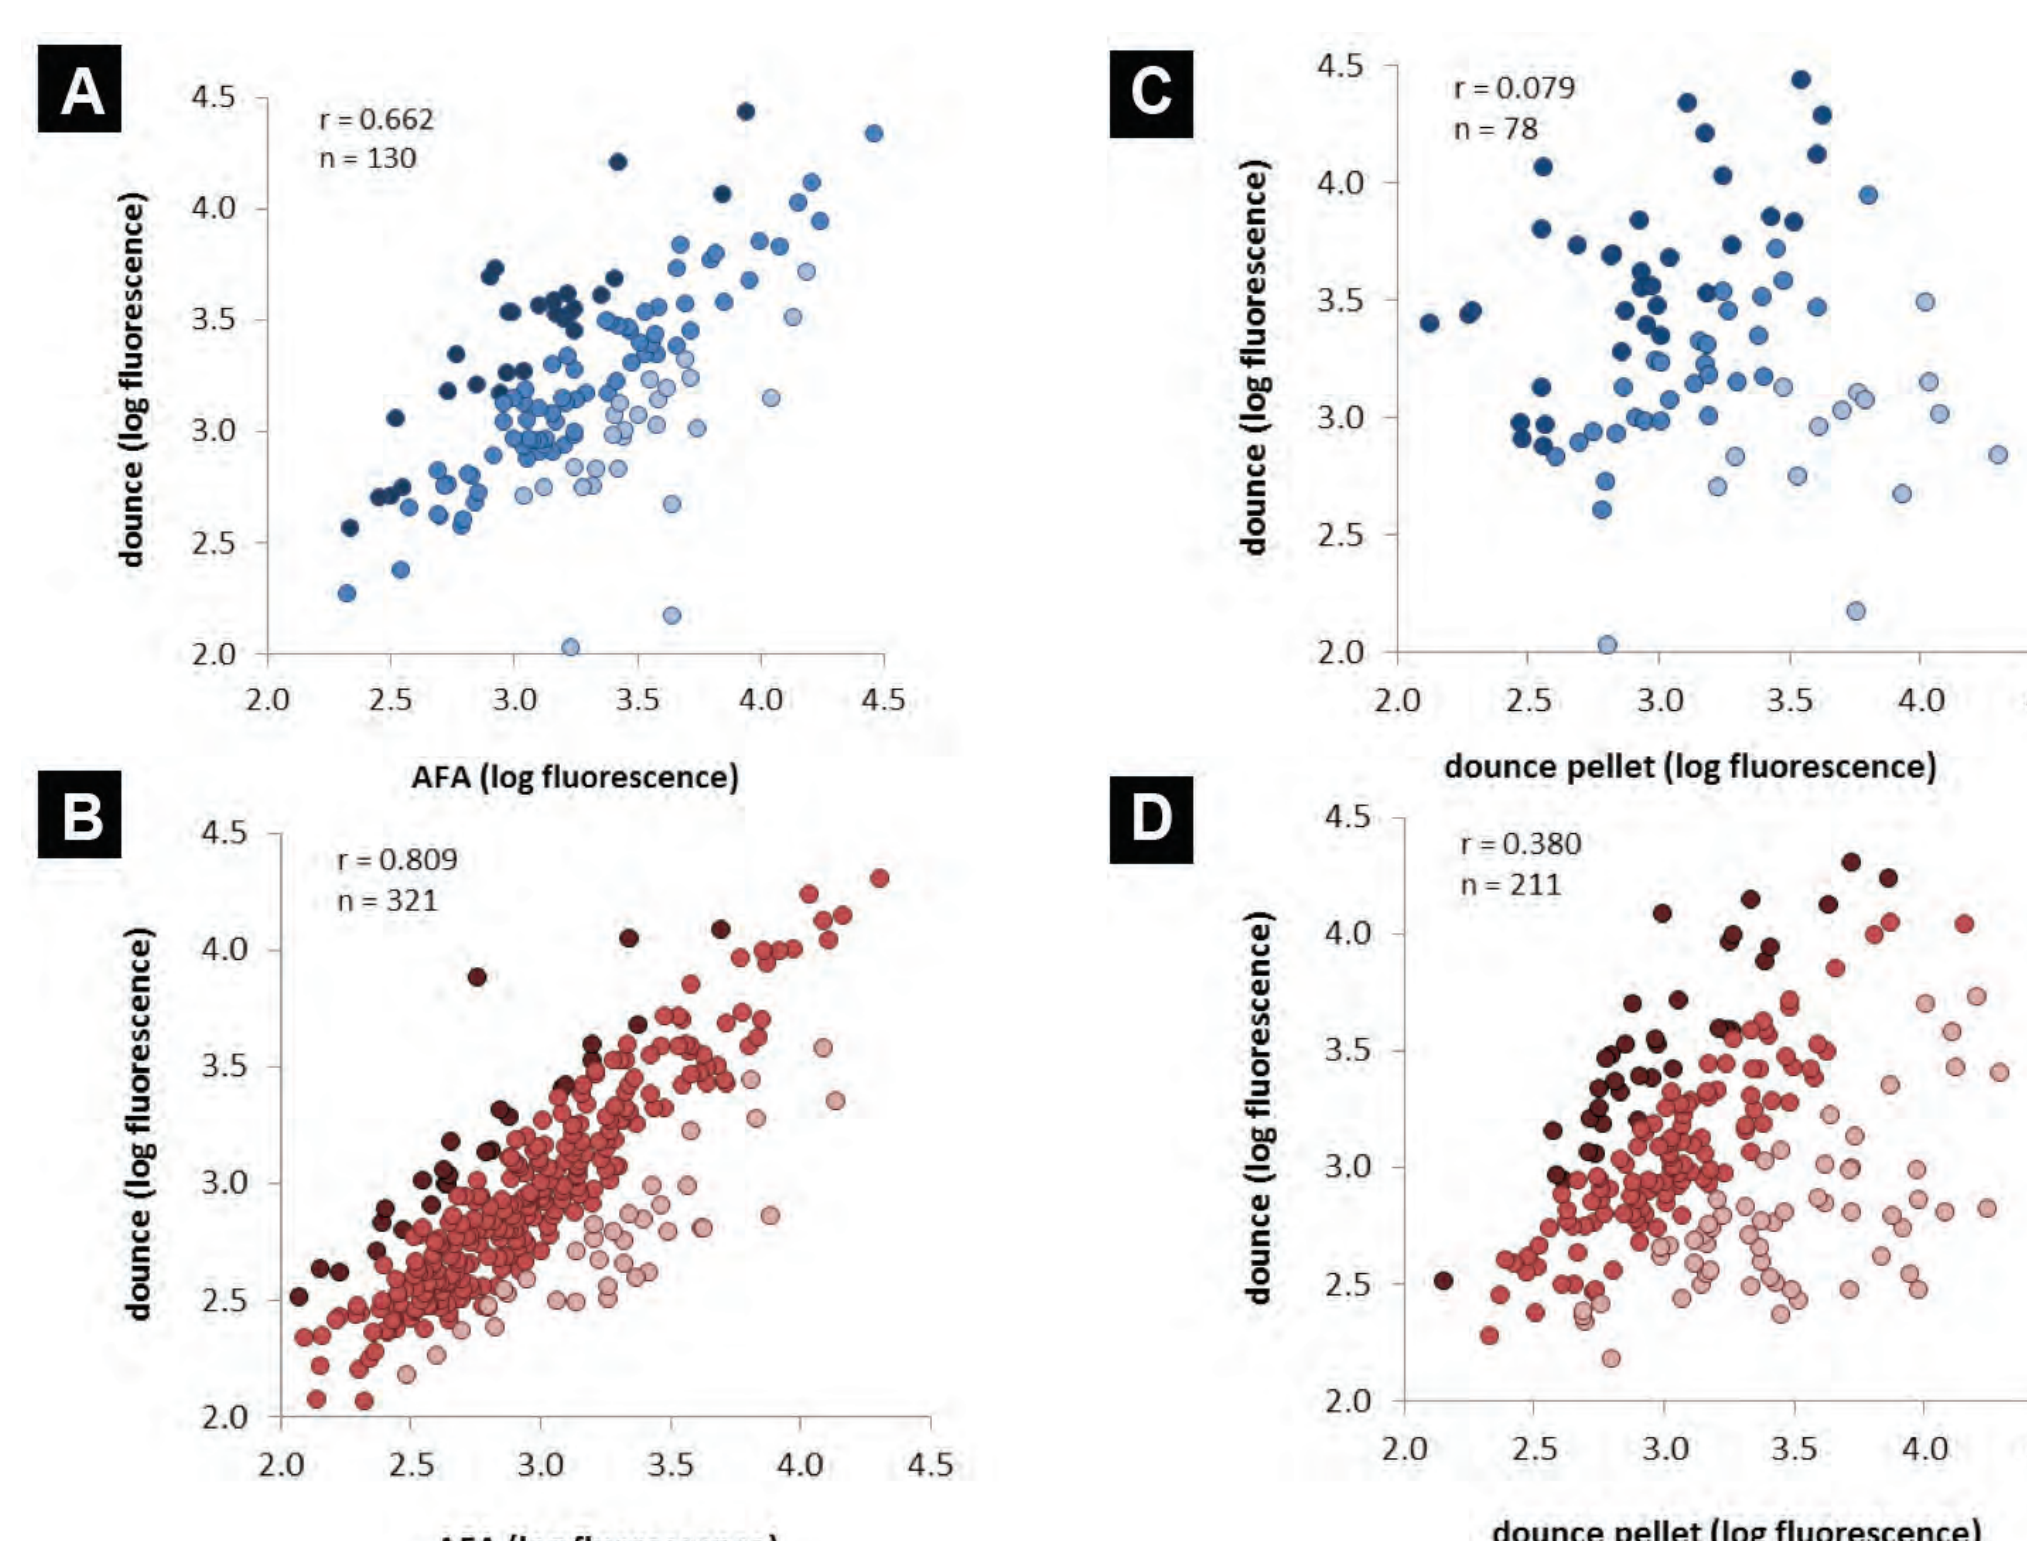 A
4.5
4.0
3.5
3.0
2.5
2.0
dounce (log fluorescence)
r = 0.662
n = 130
2.0 2.5 3.0 3.5 4.0 4.5
AFA (log fluorescence)
C
4.5
4.0
3.5
3.0
2.5
2.0
dounce (log fluorescence)
r = 0.079
n = 78
2.0 2.5 3.0 3.5 4.0
dounce pellet (log fluorescence)
B
4.5
4.0
3.5
3.0
2.5
2.0
dounce (log fluorescence)
r = 0.809
n = 321
2.0 2.5 3.0 3.5 4.0 4.5
AFA (log fluorescence)
D
4.5
4.0
3.5
3.0
2.5
2.0
dounce (log fluorescence)
r = 0.380
n = 211
2.0 2.5 3.0 3.5 4.0
dounce pellet (log fluorescence)